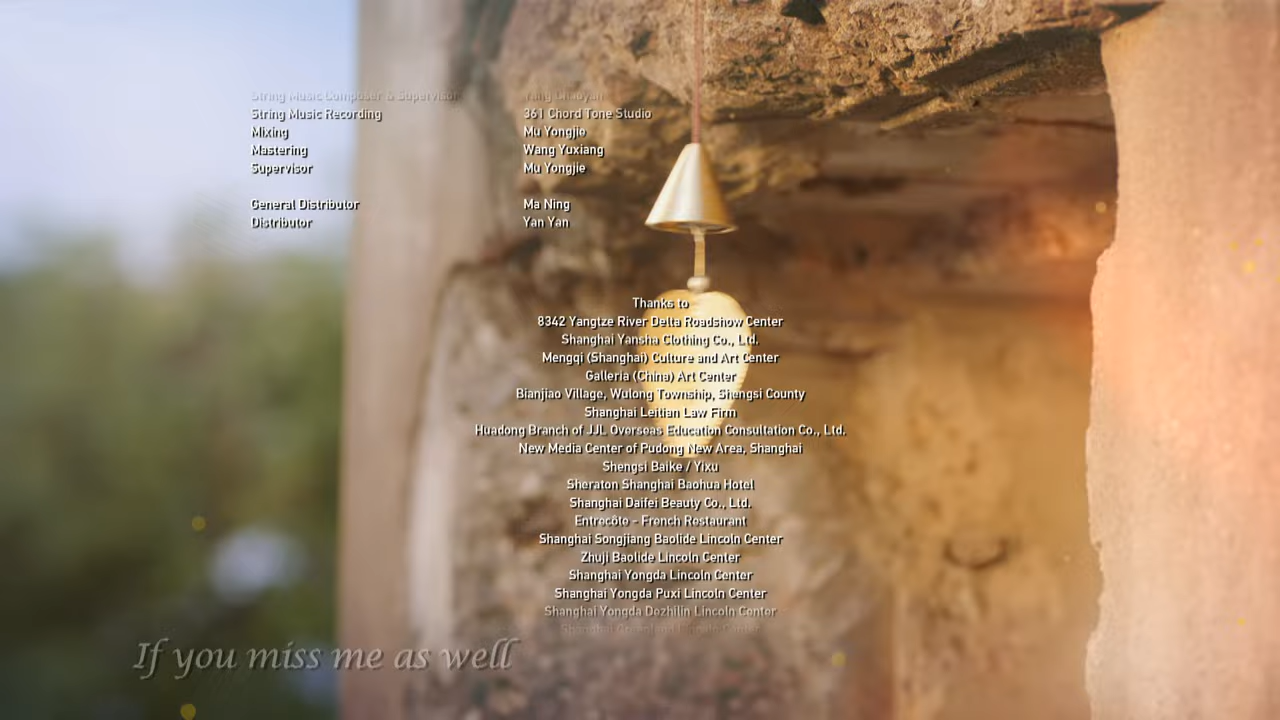 String Music Composer & Supervisor
String Music Recording 361 Chord Tone Studio
Mixing Mu Yongjie
Mastering Wang Yuxiang
Supervisor Mu Yongjie
General Distributor Ma Ning
Distributor Yan Yan
Thanks to
8342 Yangtze River Delta Roadshow Center
Shanghai Yansha Clothing Co., Ltd.
Mengqi (Shanghai) Culture and Art Center
Galleria (China) Art Center
Bianjiao Village, Wulong Township, Shengsi County
Shanghai Leitian Law Firm
Huadong Branch of JJL Overseas Education Consultation Co., Ltd.
New Media Center of Pudong New Area, Shanghai
Shengsi Baike / Yixu
Sheraton Shanghai Baohua Hotel
Shanghai Daifei Beauty Co., Ltd.
Entrecôte - French Restaurant
Shanghai Songjiang Baolide Lincoln Center
Zhuji Baolide Lincoln Center
Shanghai Yongda Lincoln Center
Shanghai Yongda Puxi Lincoln Center
Shanghai Yongda Dezhilin Lincoln Center
If you miss me as well